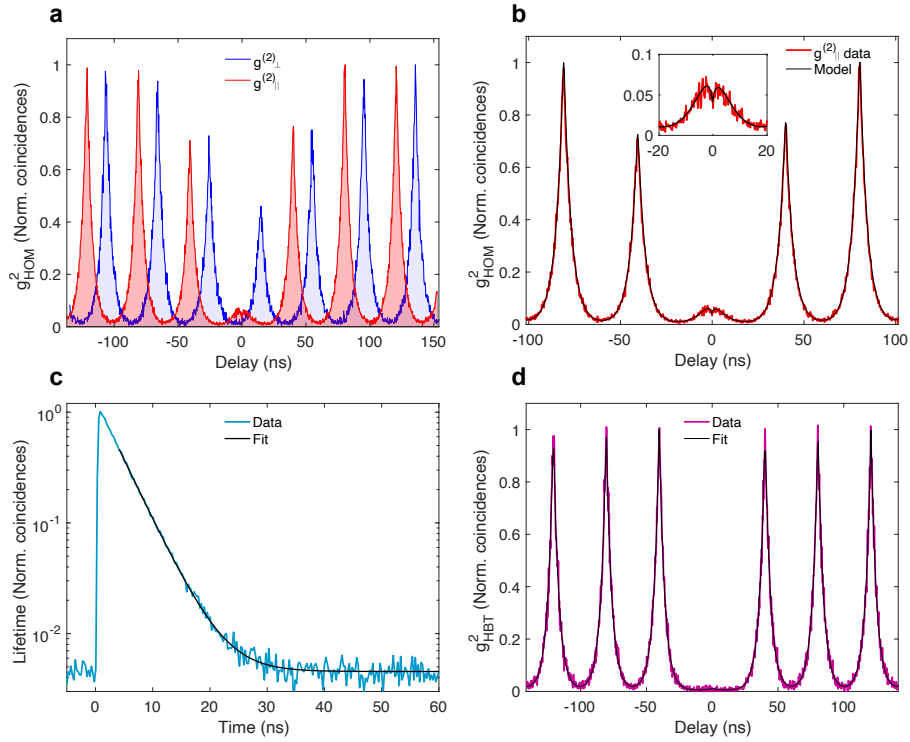 a
g²HOM (Norm. coincidences)
1
0.8
0.6
0.4
0.2
0
-100 -50 0 50 100 150
Delay (ns)
g⁽²⁾⊥
g⁽²⁾||
b
g²HOM (Norm. coincidences)
1
0.8
0.6
0.4
0.2
0
-100 -50 0 50 100
Delay (ns)
g⁽²⁾|| data
Model
0.1
0.05
0
-20 0 20
c
Lifetime (Norm. coincidences)
10⁰
10⁻¹
10⁻²
0 10 20 30 40 50 60
Time (ns)
Data
Fit
d
g²HBT (Norm. coincidences)
1
0.8
0.6
0.4
0.2
0
-100 -50 0 50 100
Delay (ns)
Data
Fit